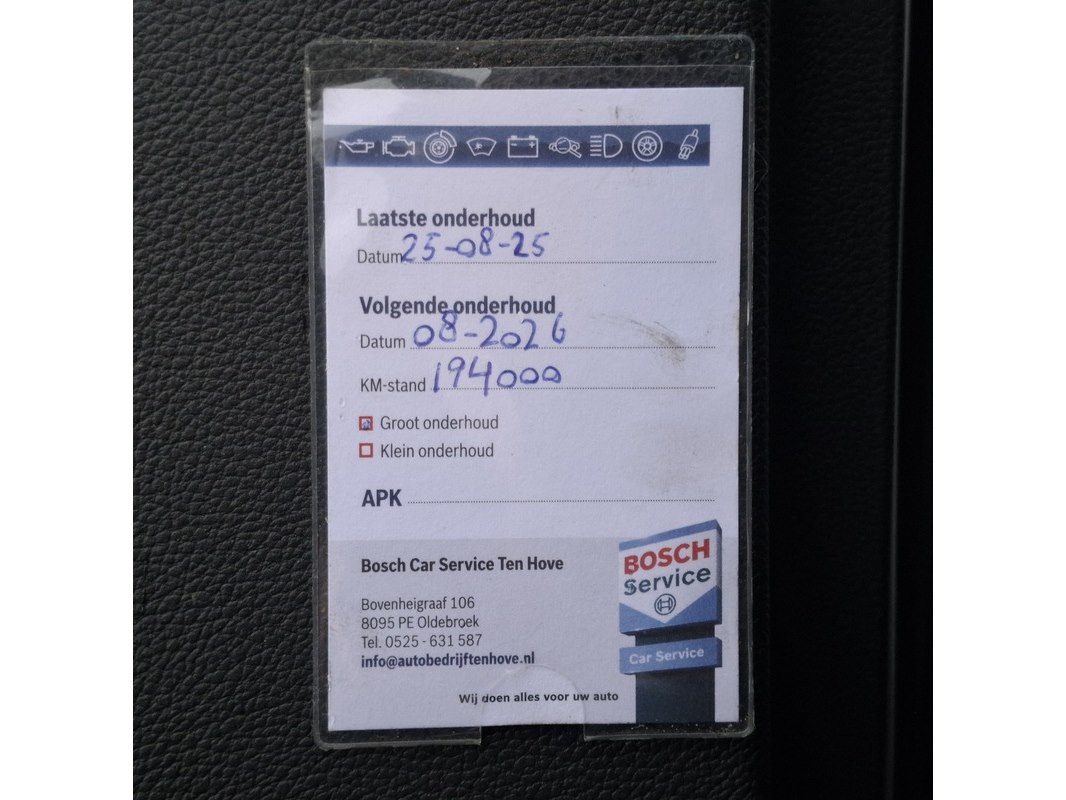 Laatste onderhoud
Datum 25-08-25
Volgende onderhoud
Datum 08-2026
KM-stand 194000
Groot onderhoud
Klein onderhoud
APK
Bosch Car Service Ten Hove
Bovenheigraaf 106
8095 PE Oldebroek
Tel. 0525 - 631 587
info@autobedrijftenhove.nl
Wij doen alles voor uw auto
BOSCH
Service
Car Service